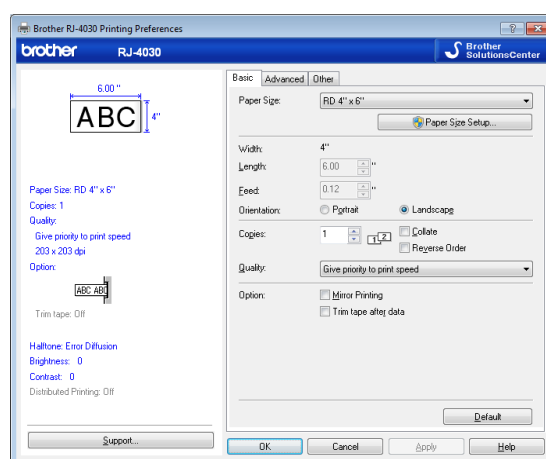 Brother RJ-4030 Printing Preferences
brother RJ-4030
Brother
SolutionsCenter
6.00 "
ABC
4"
Paper Size: RD 4" x 6"
Copies: 1
Quality:
Give priority to print speed
203 x 203 dpi
Option:
ABC ABC
Trim tape: Off
Halftone: Error Diffusion
Brightness: 0
Contrast: 0
Distributed Printing: Off
Support...
Basic Advanced Other
Paper Size: RD 4" x 6"
Paper Size Setup...
Width: 4"
Length: 6.00 "
Feed: 0.12 "
Orientation: Portrait Landscape
Copies: 1 1 2 Collate
Reverse Order
Quality: Give priority to print speed
Option: Mirror Printing
Trim tape after data
Default
OK Cancel Apply Help